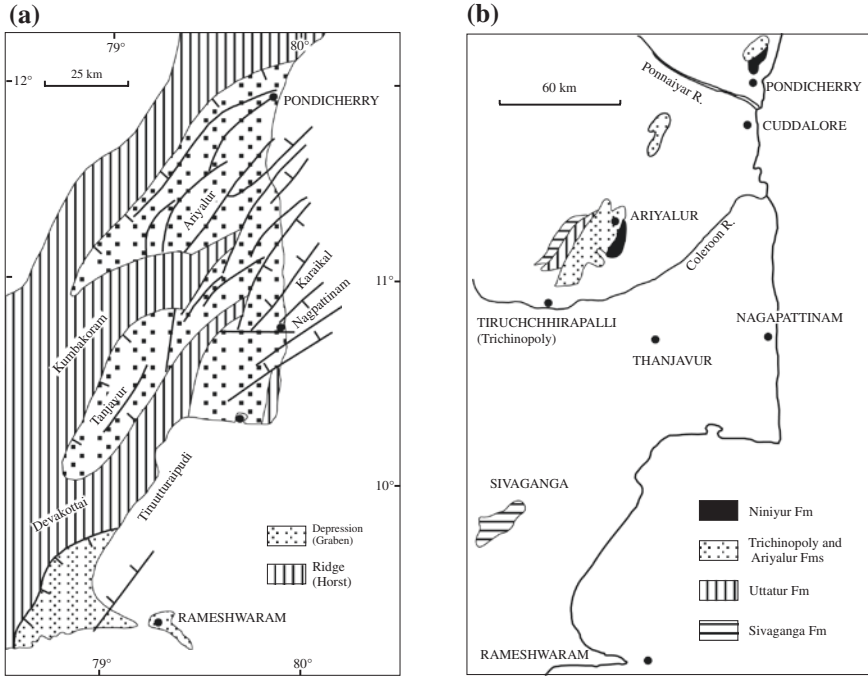 (a)
79°
80°
12°
25 km
PONDICHERRY
Ariyalur
11°
Karaikal
Nagpattinam
Kumbakoram
Tanjavur
10°
Tinutturaipudi
Devakottai
Depression
(Graben)
Ridge
(Horst)
RAMESHWARAM
79°
80°
(b)
Ponnaiyar R.
60 km
PONDICHERRY
CUDDALORE
ARIYALUR
Coleroon R.
TIRUCHCHHIRAPALLI
(Trichinopoly)
NAGAPATTINAM
THANJAVUR
SIVAGANGA
Niniyur Fm
Trichinopoly and
Ariyalur Fms
Uttatur Fm
Sivaganga Fm
RAMESHWARAM